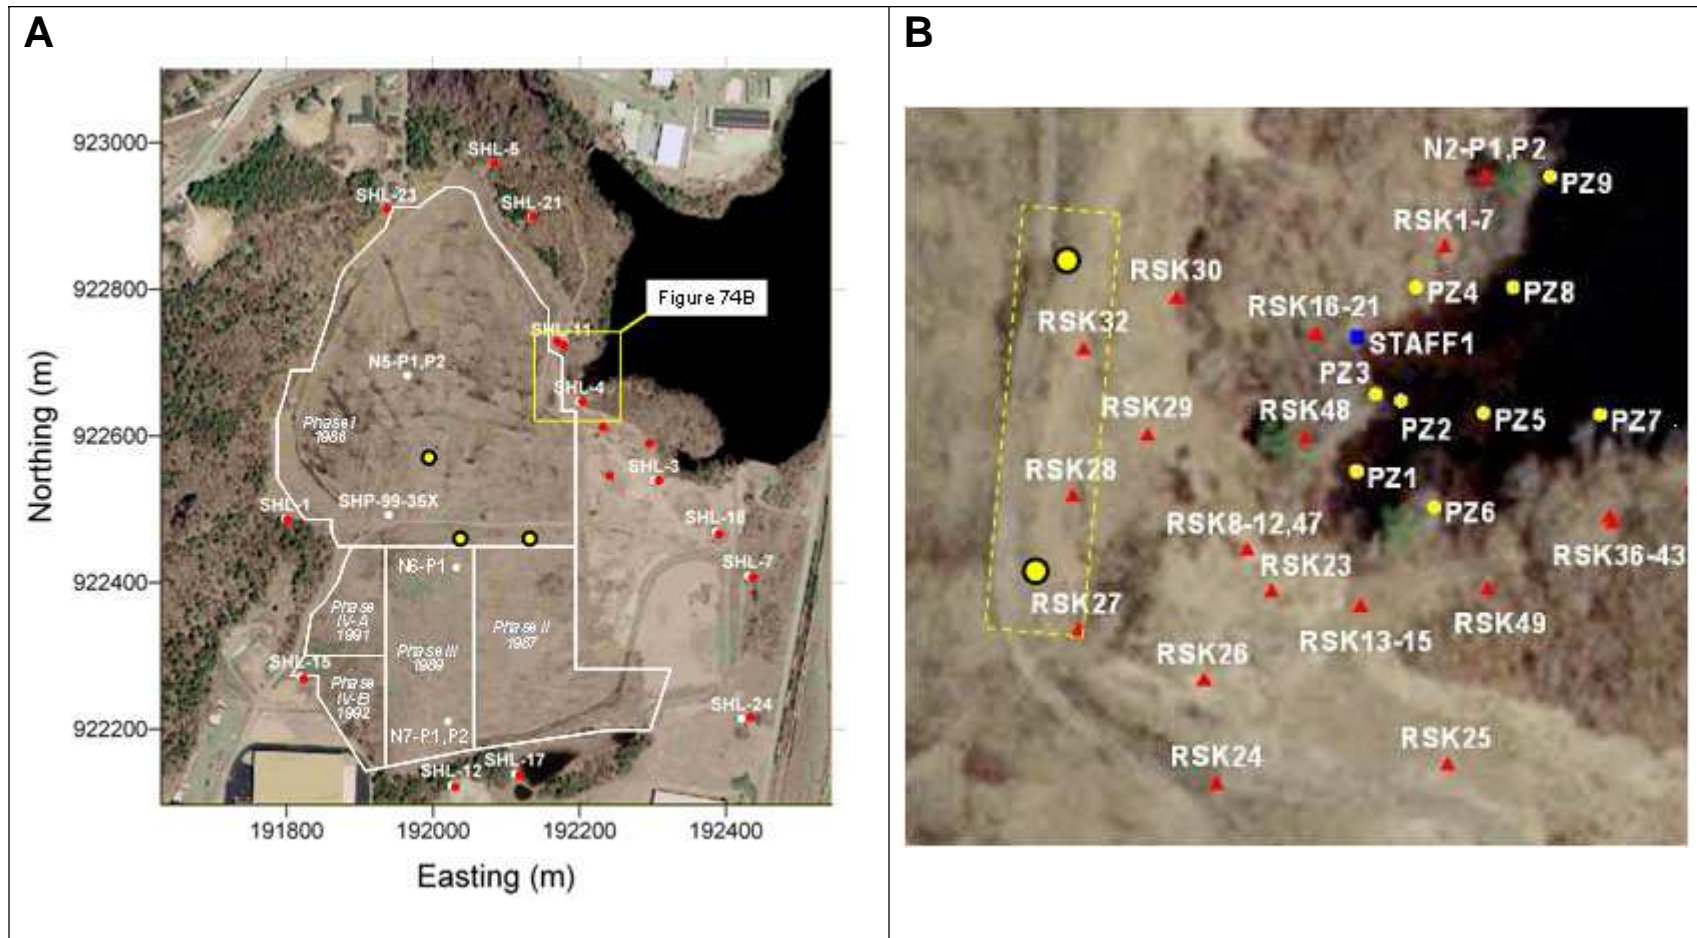 A
923000
922800
922600
922400
922200
Northing (m)
191800
192000
192200
192400
Easting (m)
SHL-5
SHL-23
SHL-21
Figure 74B
SHL-11
N5-P1,P2
SHL-4
Phase I
SHL-3
SHP-99-35X
SHL-1
SHL-18
SHL-7
N6-P1
Phase
IV-A
1991
Phase II
1987
Phase III
1989
SHL-15
Phase
IV-B
1992
SHL-24
N7-P1,P2
SHL-17
SHL-12
B
N2-P1,P2
PZ9
RSK1-7
RSK30
PZ4
PZ8
RSK16-21
RSK32
STAFF1
PZ3
RSK29
RSK48
PZ2
PZ5
PZ7
RSK28
PZ1
PZ6
RSK8-12,47
RSK36-43
RSK23
RSK27
RSK49
RSK13-15
RSK26
RSK25
RSK24